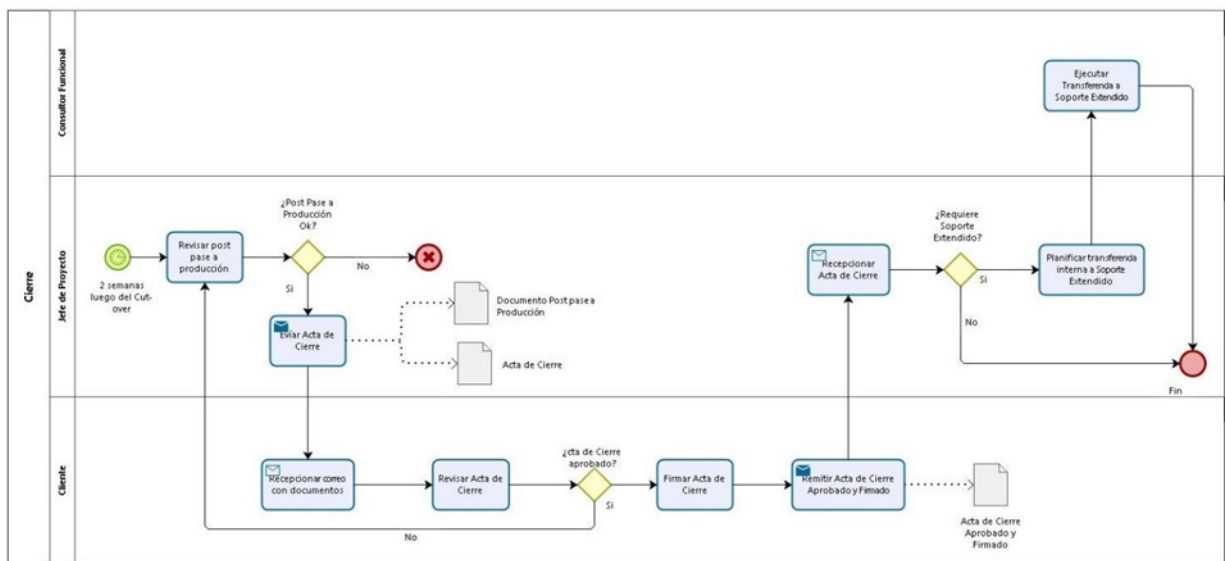 Cierre
Consultor Funcional
Ejecutar
Transferenda a
Soporte Extendido
Jefe de Proyecto
2 semanas
luego del Cut-
over
Revisar post
pase a
producción
¿Post Pase a
Producción
Ok?
No
Si
Evíar Acta de
Cierre
Documento Post pase a
Producción
Acta de Cierre
Recepcionar
Acta de Cierre
¿Requiere
Soporte
Extendido?
Si
No
Planificar transferenda
interna a Soporte
Extendido
Fin
Cliente
Recepcionar correo
con documentos
Revisar Acta de
Cierre
¿cta de Cierre
aprobado?
Si
No
Firmar Acta de
Cierre
Remitir Acta de Cierre
Aprobado y Firmado
Acta de Cierre
Aprobado y
Firmado